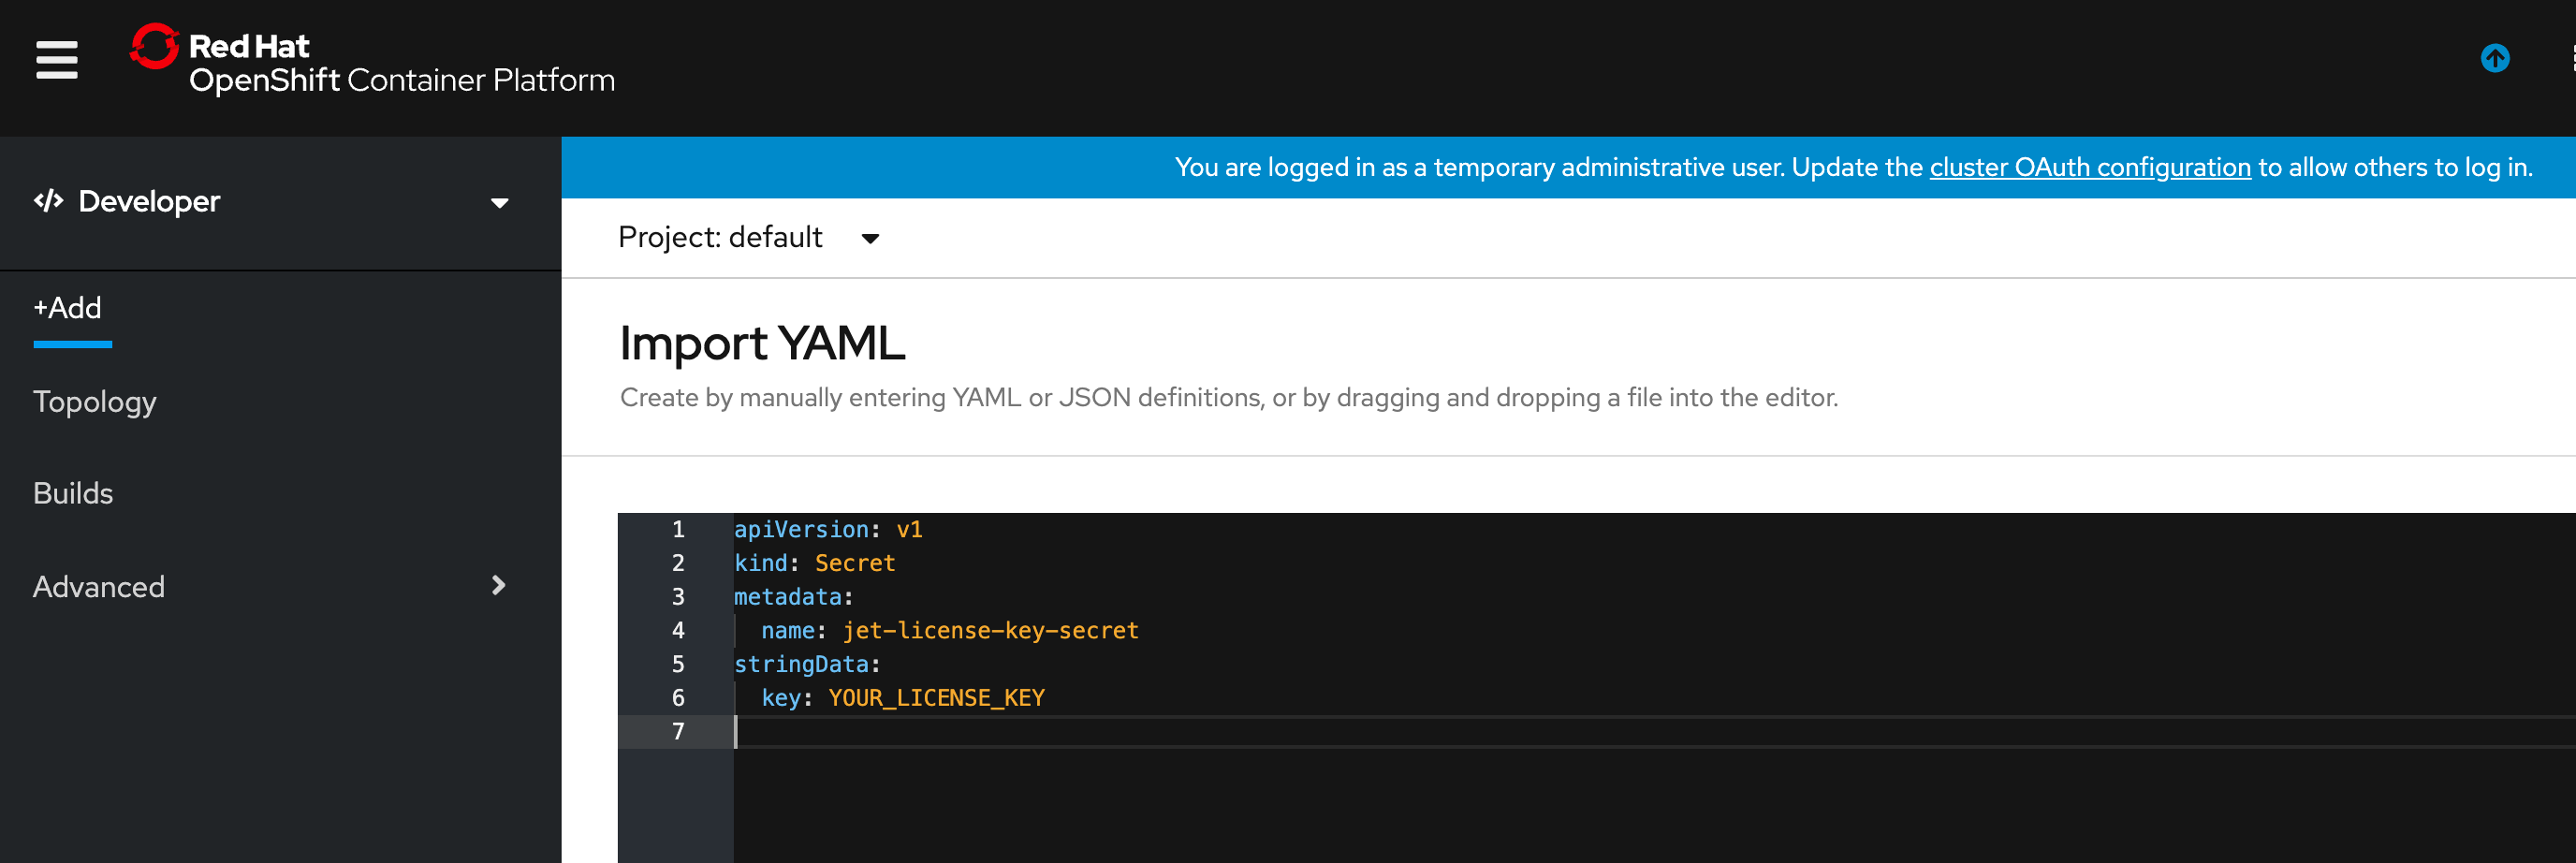 Red Hat
OpenShift Container Platform
You are logged in as a temporary administrative user. Update the cluster OAuth configuration to allow others to log in.
</> Developer
Project: default
+Add
Topology
Builds
Advanced
Import YAML
Create by manually entering YAML or JSON definitions, or by dragging and dropping a file into the editor.
1 apiVersion: v1
2 kind: Secret
3 metadata:
4   name: jet-license-key-secret
5 stringData:
6   key: YOUR_LICENSE_KEY
7